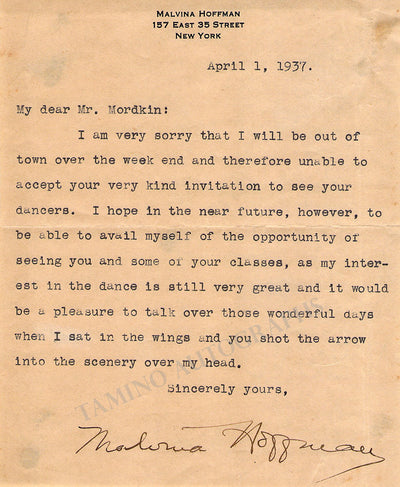 MALVINA HOFFMAN
157 EAST 35 STREET
NEW YORK
April 1, 1937.
My dear Mr. Mordkin:
I am very sorry that I will be out of
town over the week end and therefore unable to
accept your very kind invitation to see your
dancers. I hope in the near future, however, to
be able to avail myself of the opportunity of
seeing you and some of your classes, as my inter-
est in the dance is still very great and it would
be a pleasure to talk over those wonderful days
when I sat in the wings and you shot the arrow
into the scenery over my head.
Sincerely yours,
Malvina Hoffman
TAMINO AUTOGRAPHS